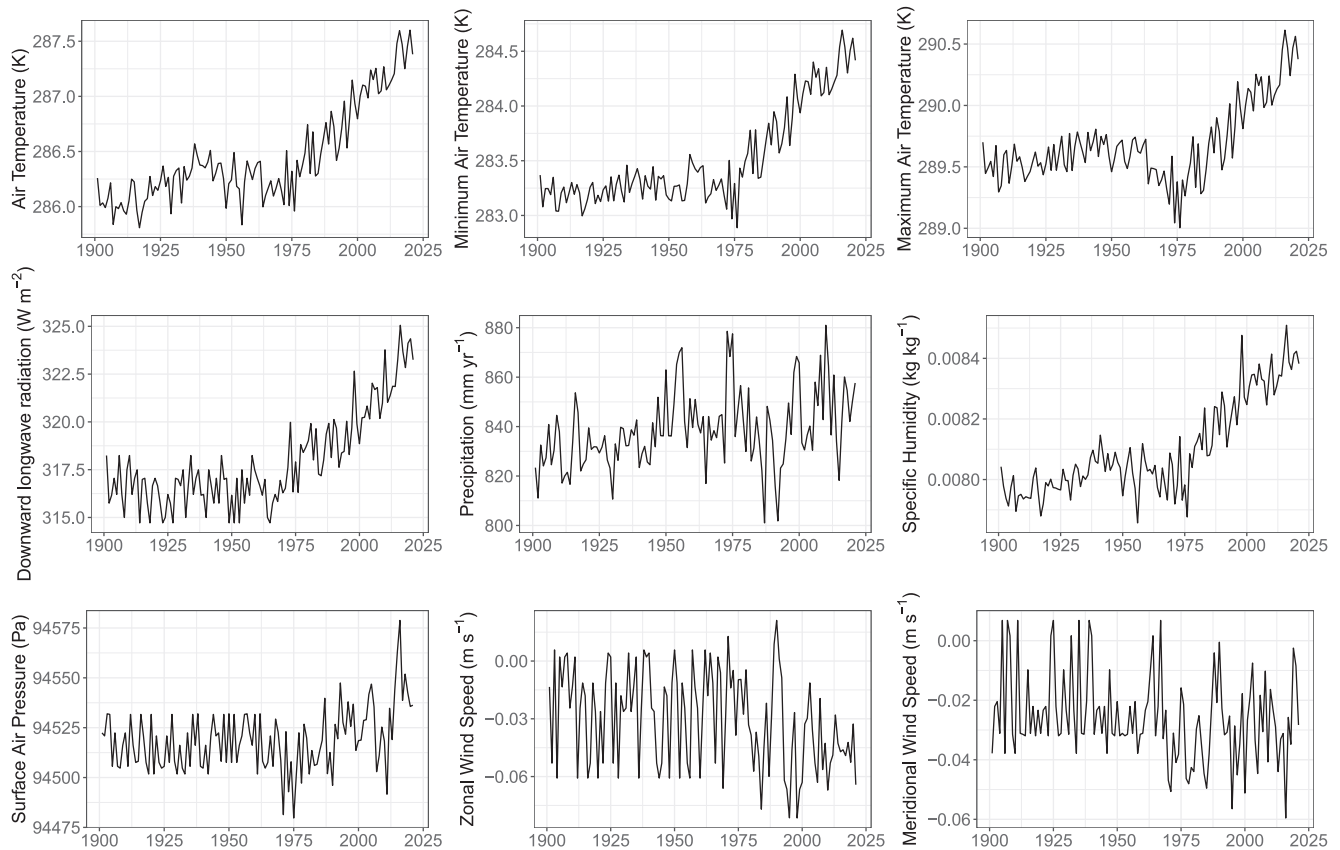 Air Temperature (K)
287.5
287.0
286.5
286.0
1900 1925 1950 1975 2000 2025
Minimum Air Temperature (K)
284.5
284.0
283.5
283.0
1900 1925 1950 1975 2000 2025
Maximum Air Temperature (K)
290.5
290.0
289.5
289.0
1900 1925 1950 1975 2000 2025
Downward longwave radiation (W m⁻²)
325.0
322.5
320.0
317.5
315.0
1900 1925 1950 1975 2000 2025
Precipitation (mm yr⁻¹)
880
860
840
820
800
1900 1925 1950 1975 2000 2025
Specific Humidity (kg kg⁻¹)
0.0084
0.0082
0.0080
1900 1925 1950 1975 2000 2025
Surface Air Pressure (Pa)
94575
94550
94525
94500
94475
1900 1925 1950 1975 2000 2025
Zonal Wind Speed (m s⁻¹)
0.00
−0.03
−0.06
1900 1925 1950 1975 2000 2025
Meridional Wind Speed (m s⁻¹)
0.00
−0.02
−0.04
−0.06
1900 1925 1950 1975 2000 2025